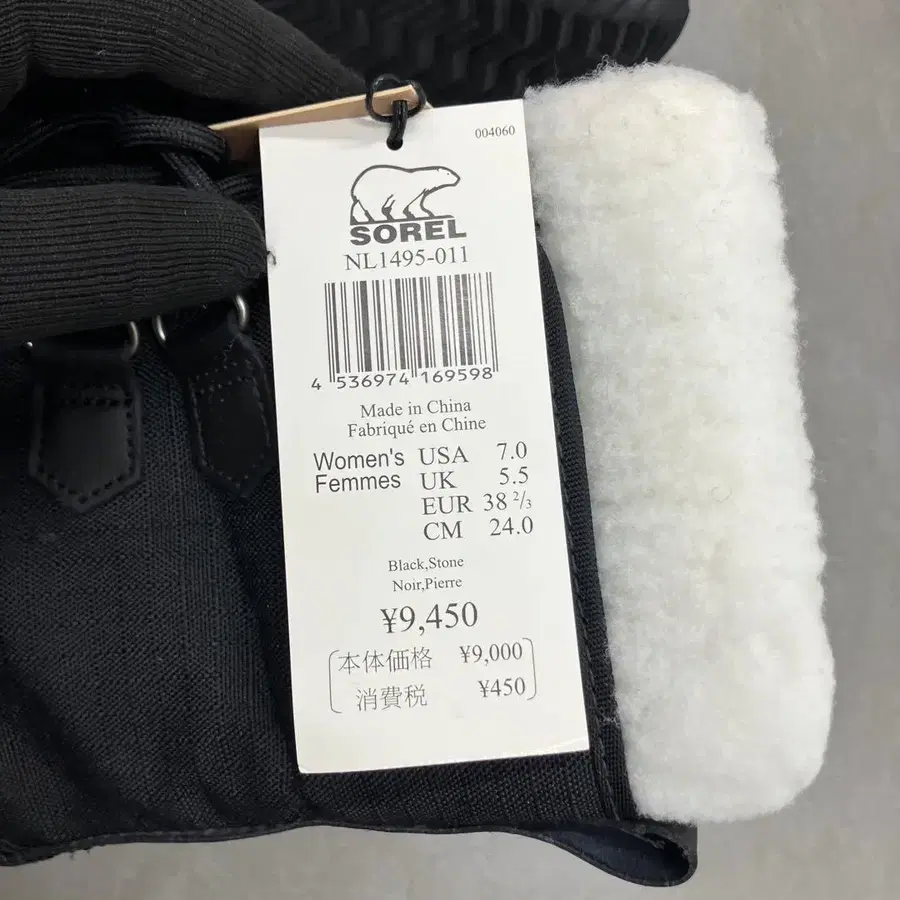 004060
SOREL
NL1495-011
4 536974 169598
Made in China
Fabriqué en Chine
Women's USA 7.0
Femmes UK 5.5
EUR 38 2/3
CM 24.0
Black,Stone
Noir,Pierre
¥9,450
本体価格 ¥9,000
消費税 ¥450